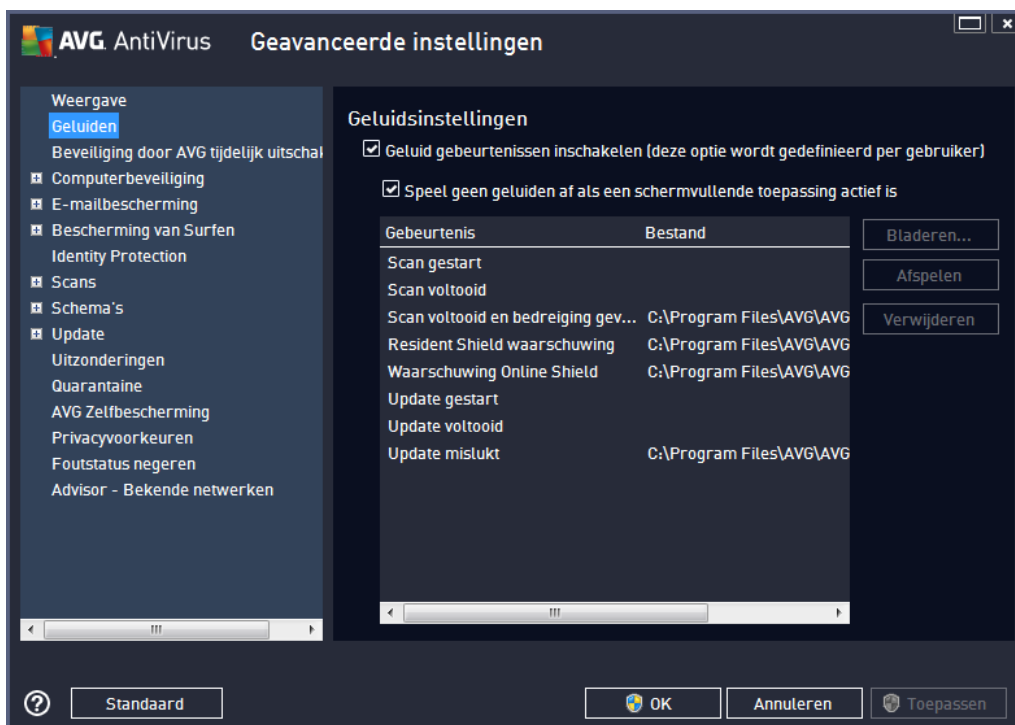 AVG. AntiVirus Geavanceerde instellingen
Weergave
Geluiden
Beveiliging door AVG tijdelijk uitschak
Computerbeveiliging
E-mailbescherming
Bescherming van Surfen
Identity Protection
Scans
Schema's
Update
Uitzonderingen
Quarantaine
AVG Zelfbescherming
Privacyvoorkeuren
Foutstatus negeren
Advisor - Bekende netwerken
Geluidsinstellingen
Geluid gebeurtenissen inschakelen (deze optie wordt gedefinieerd per gebruiker)
Speel geen geluiden af als een schermvullende toepassing actief is
Gebeurtenis Bestand
Scan gestart
Scan voltooid
Scan voltooid en bedreiging gev... C:\Program Files\AVG\AVG
Resident Shield waarschuwing C:\Program Files\AVG\AVG
Waarschuwing Online Shield C:\Program Files\AVG\AVG
Update gestart
Update voltooid
Update mislukt C:\Program Files\AVG\AVG
Bladeren...
Afspelen
Verwijderen
Standaard
OK
Annuleren
Toepassen